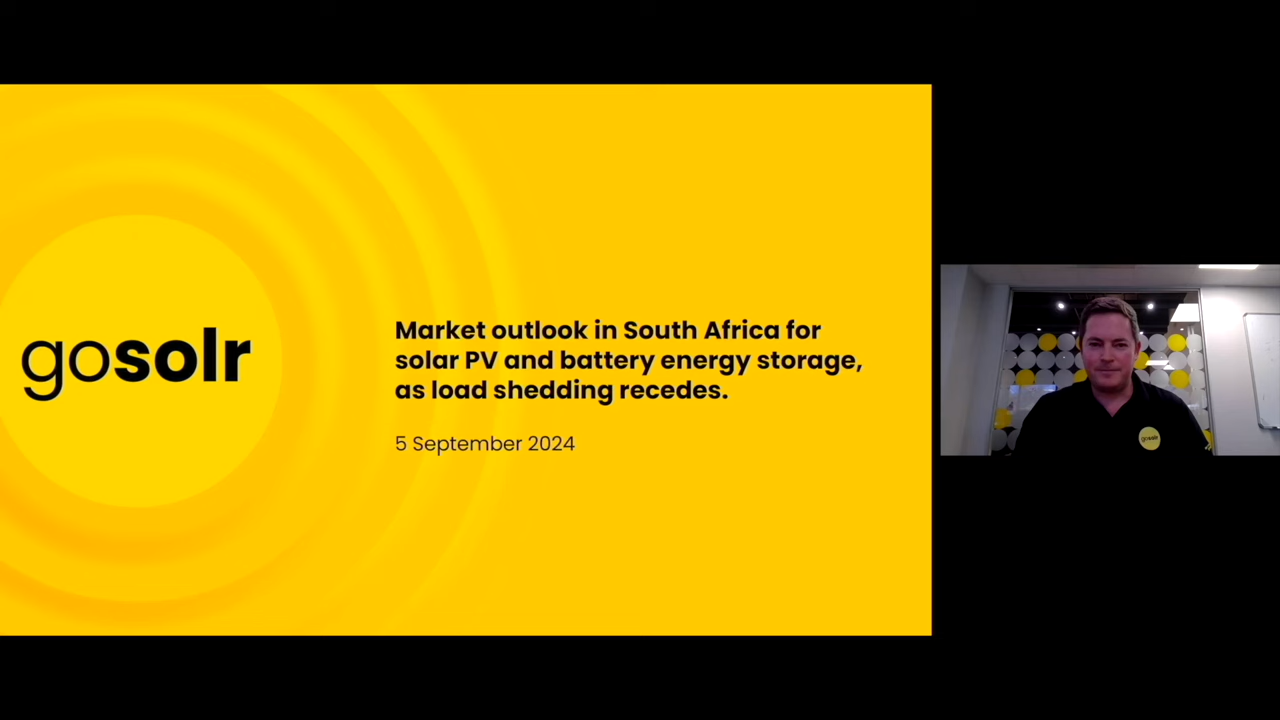 gosolr
Market outlook in South Africa for
solar PV and battery energy storage,
as load shedding recedes.
5 September 2024
gosolr